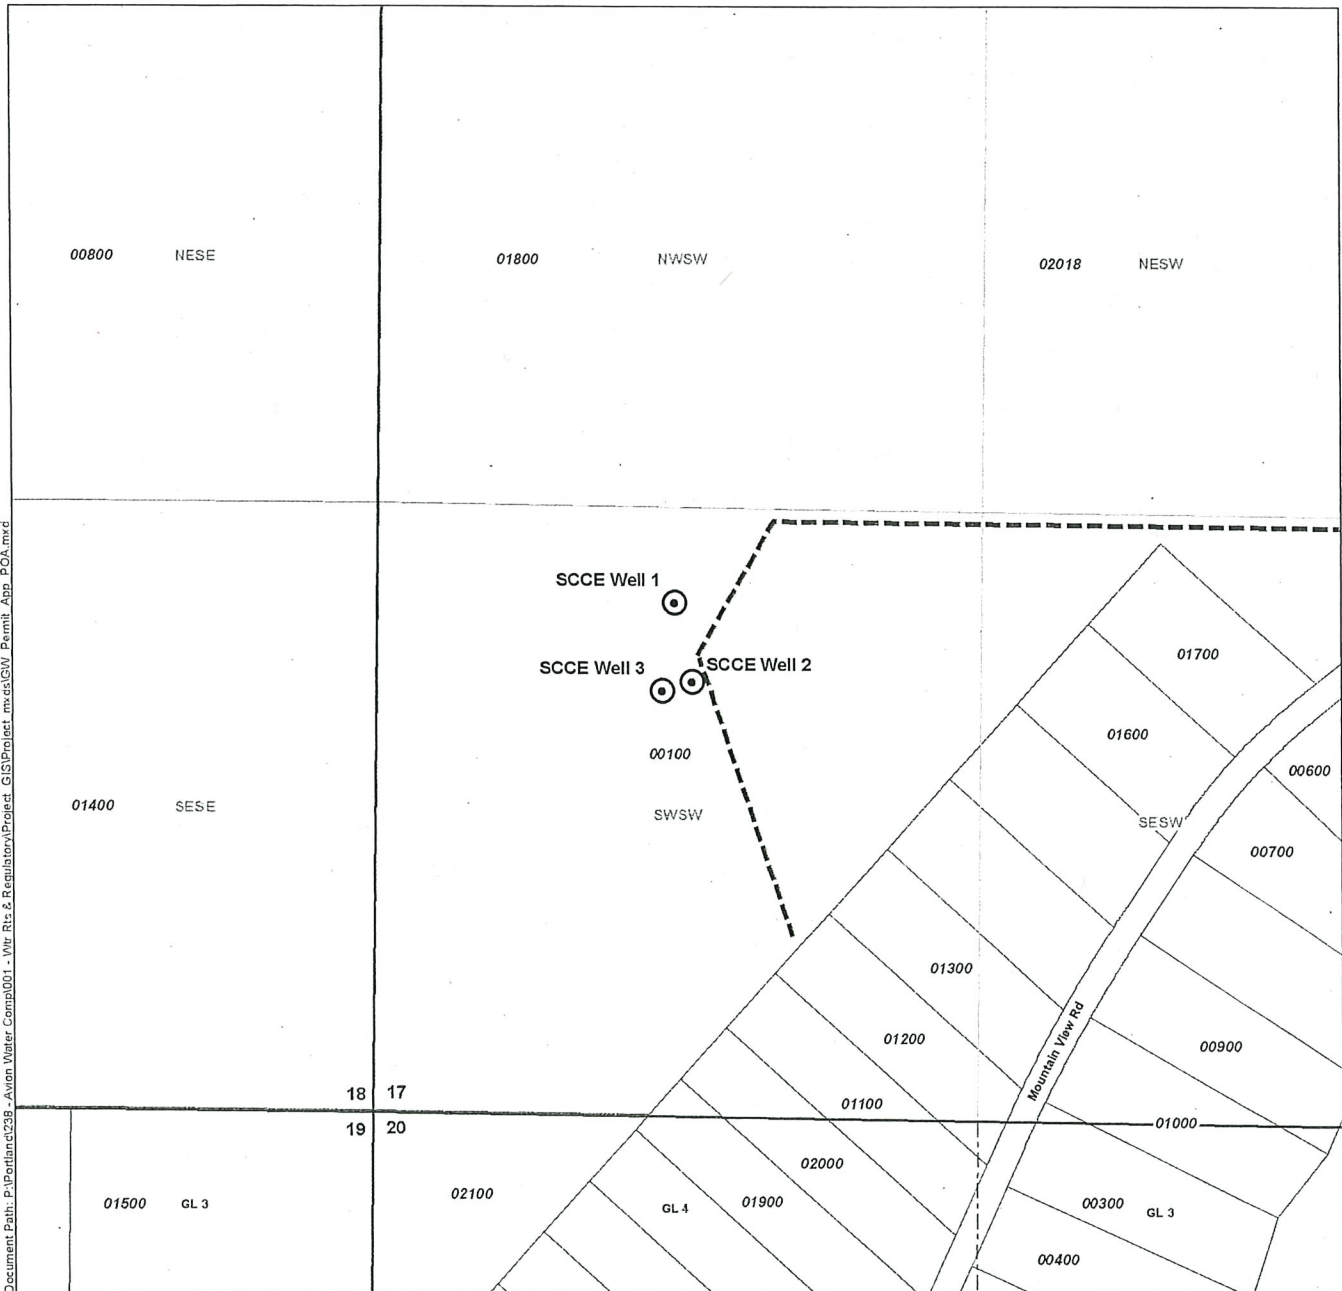 00800 NESE 01800 NWSW 02018 NESW
SCCE Well 1
SCCE Well 3 SCCE Well 2
01700
01600
00100
00600
01400 SESE SWSW SESW
00700
01300
01200
Mountain View Rd
00900
18 17
01100
19 20
01000
02000
01500 GL 3 02100 GL 4 01900 00300 GL 3
00400
Document Path: P:\Portland\238 - Avion Water Comp\001 - Wtr Rts & Regulatory\Project_GIS\Project_mxds\GW_Permit_App_POA.mxd